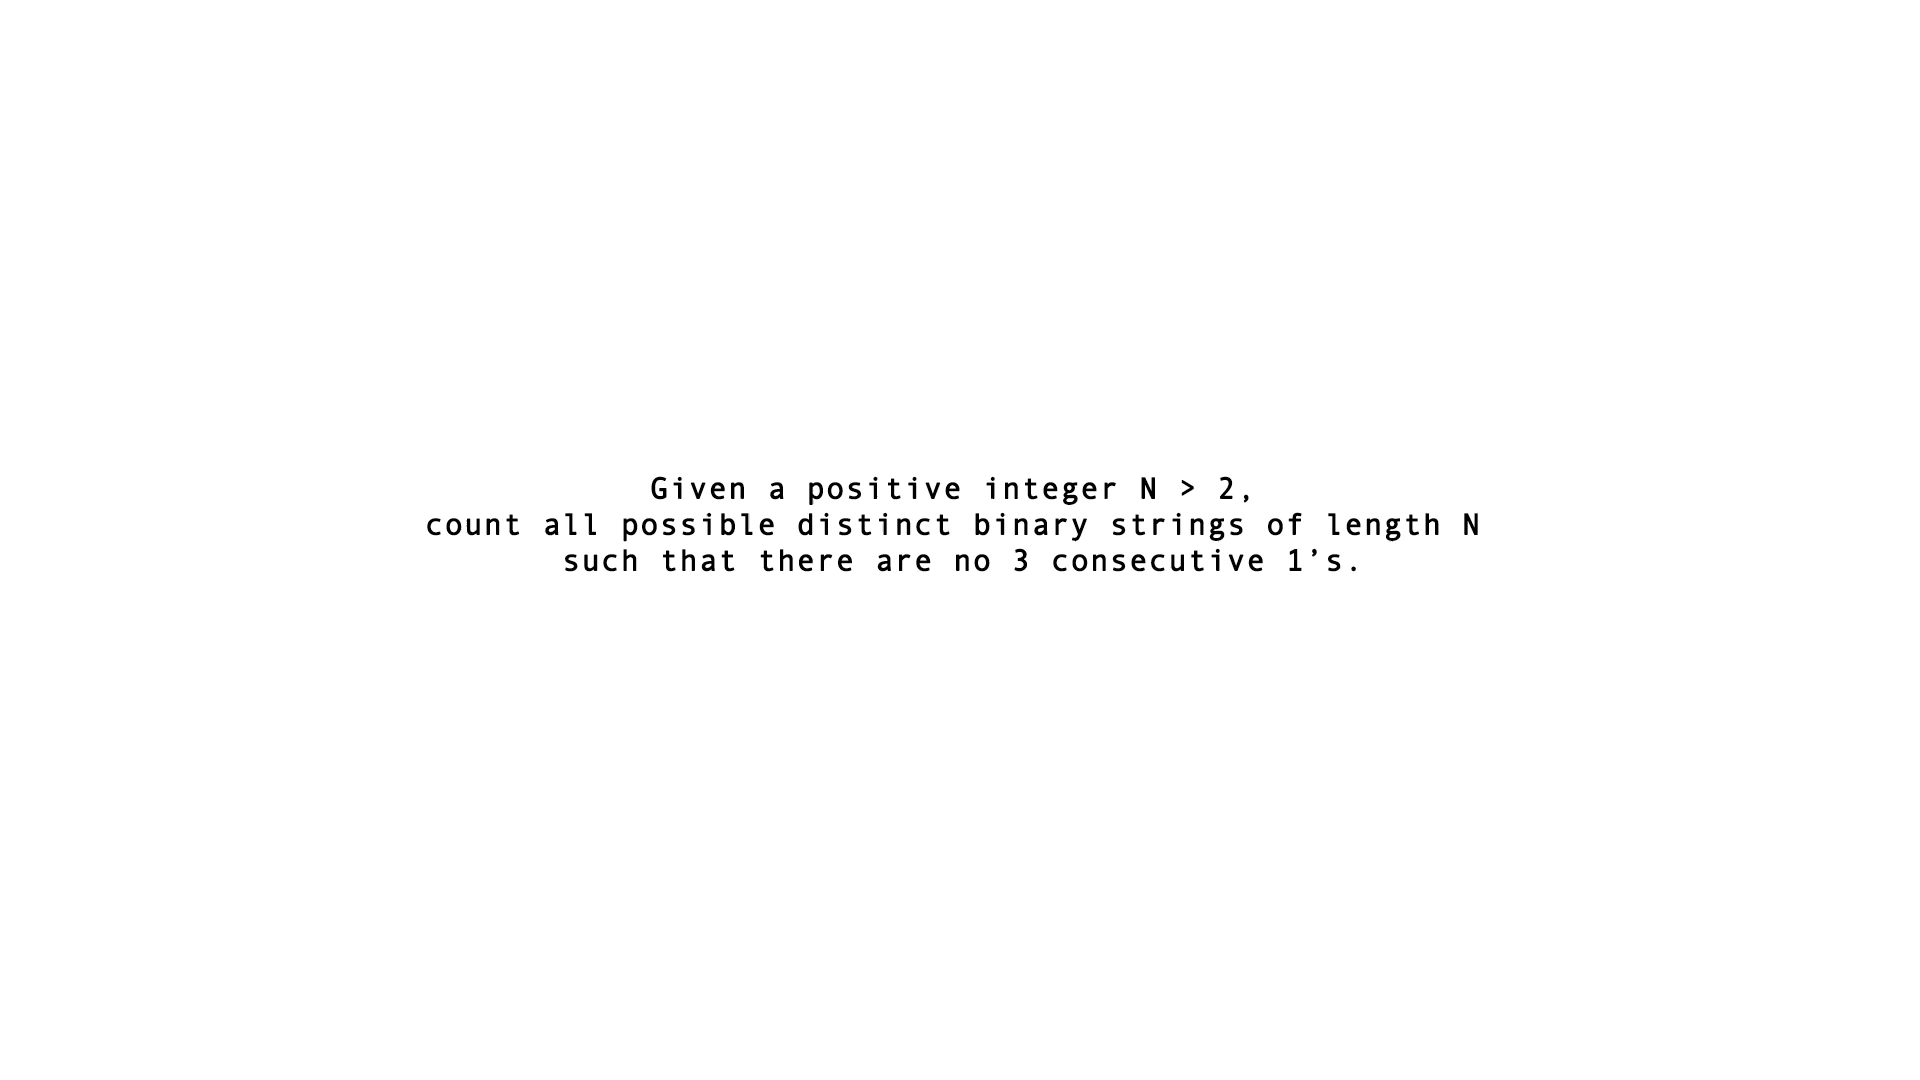 Given a positive integer N > 2,
count all possible distinct binary strings of length N
such that there are no 3 consecutive 1’s.